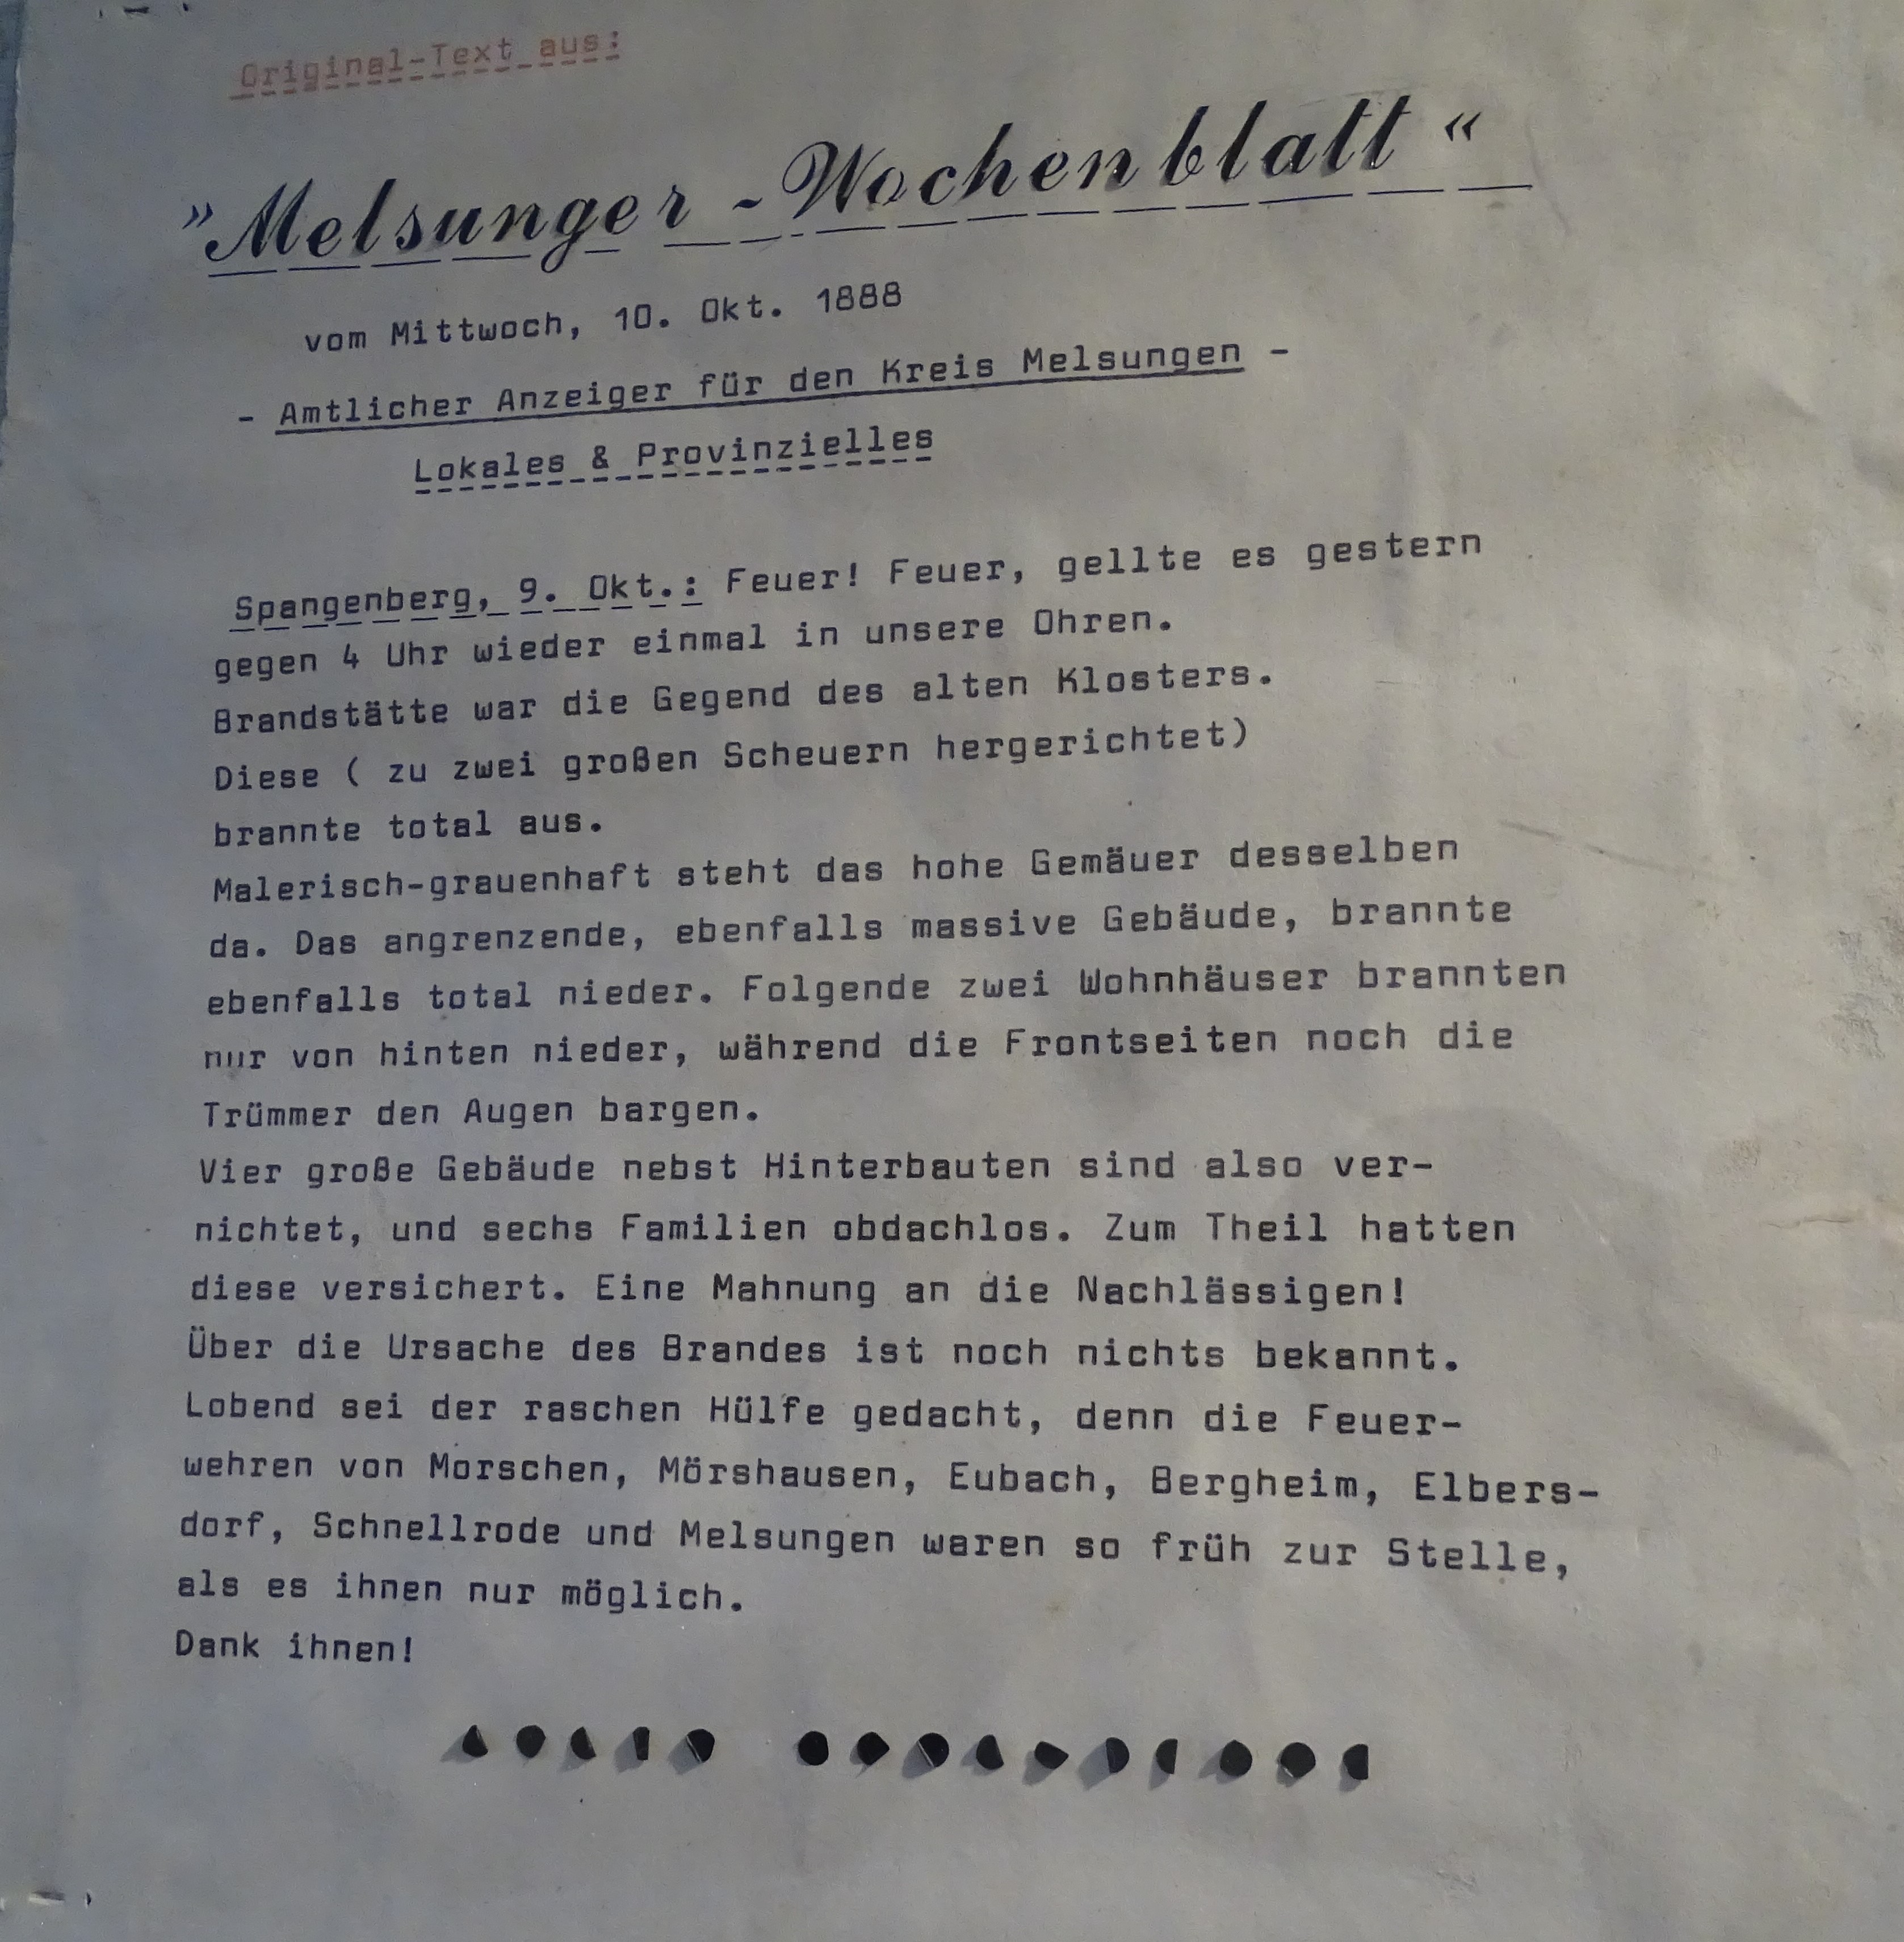 Original-Text aus:
"Melsunger-Wochenblatt"
vom Mittwoch, 10. Okt. 1888
- Amtlicher Anzeiger für den Kreis Melsungen -
Lokales & Provinzielles
Spangenberg, 9. Okt.: Feuer! Feuer, gellte es gestern
gegen 4 Uhr wieder einmal in unsere Ohren.
Brandstätte war die Gegend des alten Klosters.
Diese ( zu zwei großen Scheuern hergerichtet)
brannte total aus.
Malerisch-grauenhaft steht das hohe Gemäuer desselben
da. Das angrenzende, ebenfalls massive Gebäude, brannte
ebenfalls total nieder. Folgende zwei Wohnhäuser brannten
nur von hinten nieder, während die Frontseiten noch die
Trümmer den Augen bargen.
Vier große Gebäude nebst Hinterbauten sind also ver-
nichtet, und sechs Familien obdachlos. Zum Theil hatten
diese versichert. Eine Mahnung an die Nachlässigen!
Über die Ursache des Brandes ist noch nichts bekannt.
Lobend sei der raschen Hülfe gedacht, denn die Feuer-
wehren von Morschen, Mörshausen, Eubach, Bergheim, Elbers-
dorf, Schnellrode und Melsungen waren so früh zur Stelle,
als es ihnen nur möglich.
Dank ihnen!